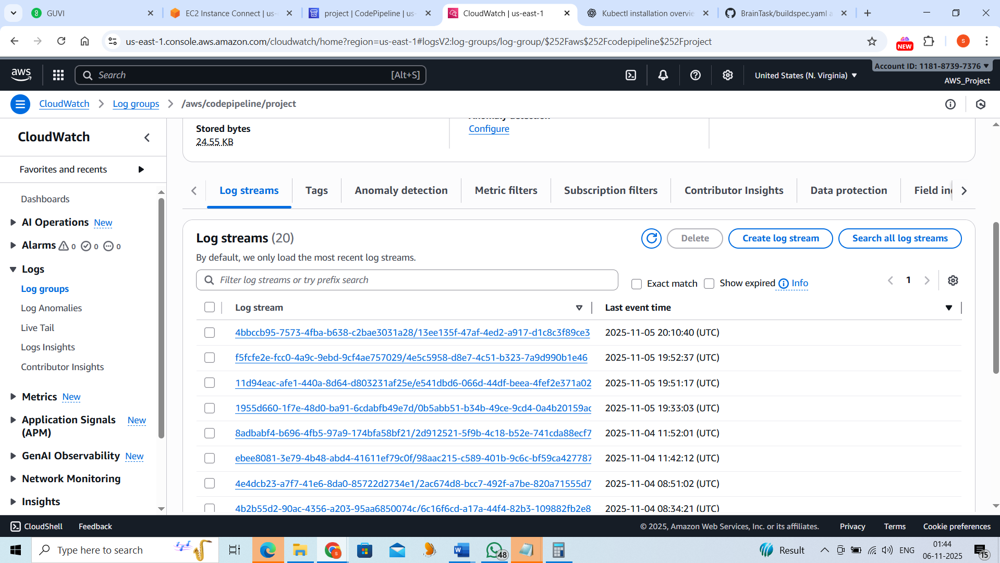 GUVI
EC2 Instance Connect | us-
project | CodePipeline | us-
CloudWatch | us-east-1
Kubectl installation overvie
BrainTask/buildspec.yaml a
us-east-1.console.aws.amazon.com/cloudwatch/home?region=us-east-1#logsV2:log-groups/log-group/$252Faws$252Fcodepipeline$252Fproject
NEW
S
aws
Search
[Alt+S]
United States (N. Virginia)
Account ID: 1181-8739-7376
AWS_Project
CloudWatch
Log groups
/aws/codepipeline/project
CloudWatch
Favorites and recents
Dashboards
AI Operations New
Alarms 0 0 0
Logs
Log groups
Log Anomalies
Live Tail
Logs Insights
Contributor Insights
Metrics New
Application Signals (APM) New
GenAI Observability New
Network Monitoring
Insights
Stored bytes
24.55 KB
Anomaly detection
Configure
Log streams
Tags
Anomaly detection
Metric filters
Subscription filters
Contributor Insights
Data protection
Field in
Log streams (20)
Delete
Create log stream
Search all log streams
By default, we only load the most recent log streams.
Filter log streams or try prefix search
Exact match
Show expired
Info
1
Log stream
Last event time
4bbccb95-7573-4fba-b638-c2bae3031a28/13ee135f-47af-4ed2-a917-d1c8c3f89ce3 2025-11-05 20:10:40 (UTC)
f5fcfe2e-fcc0-4a9c-9ebd-9cf4ae757029/4e5c5958-d8e7-4c51-b323-7a9d990b1e46 2025-11-05 19:52:37 (UTC)
11d94eac-afe1-440a-8d64-d803231af25e/e541dbd6-066d-44df-beea-4fef2e371a02 2025-11-05 19:51:17 (UTC)
1955d660-1f7e-48d0-ba91-6cdabfb49e7d/0b5abb51-b34b-49ce-9cd4-0a4b20159ac 2025-11-05 19:33:03 (UTC)
8adbabf4-b696-4fb5-97a9-174bfa58bf21/2d912521-5f9b-4c18-b52e-741cda88ecf7 2025-11-04 11:52:01 (UTC)
ebee8081-3e79-4b48-abd4-41611ef79c0f/98aac215-c589-401b-9c6c-bf59ca427787 2025-11-04 11:42:12 (UTC)
4e4dcb23-a7f7-41e6-8da0-85722d2734e1/2ac674d8-bcc7-492f-a7be-820a71555d7 2025-11-04 08:51:02 (UTC)
4b2b55d2-90ac-4356-a203-95aa6850074c/6c16f6cd-a17a-44f4-82b3-109882fb2e8 2025-11-04 08:34:21 (UTC)
CloudShell
Feedback
© 2025, Amazon Web Services, Inc. or its affiliates.
Privacy
Terms
Cookie preferences
Type here to search
48
Result
ENG
01:44
06-11-2025
15